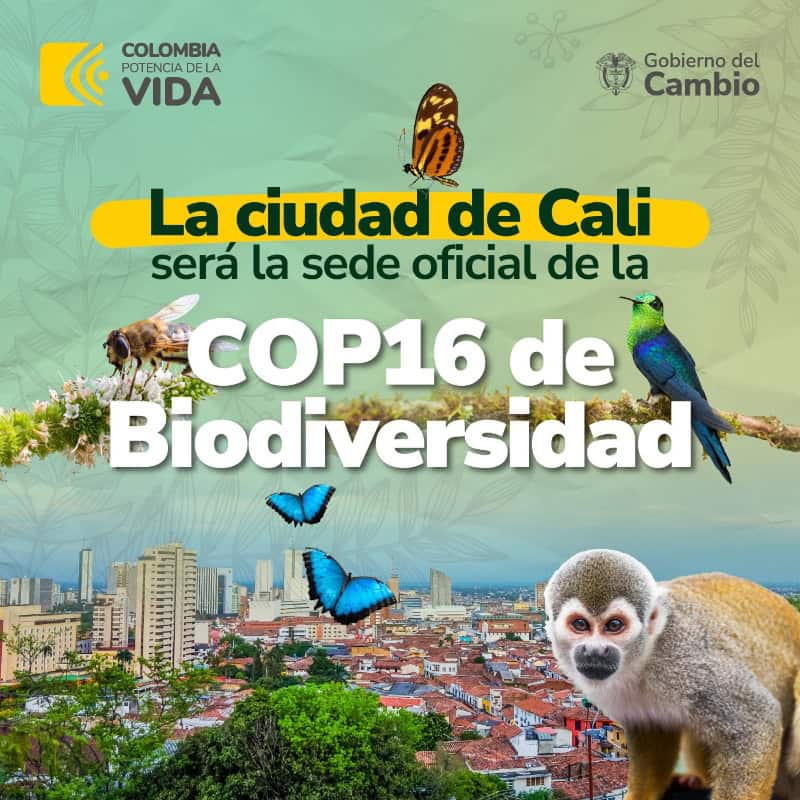 COLOMBIA
POTENCIA DE LA
VIDA
Gobierno del
Cambio
La ciudad de Cali
será la sede oficial de la
COP16 de
Biodiversidad